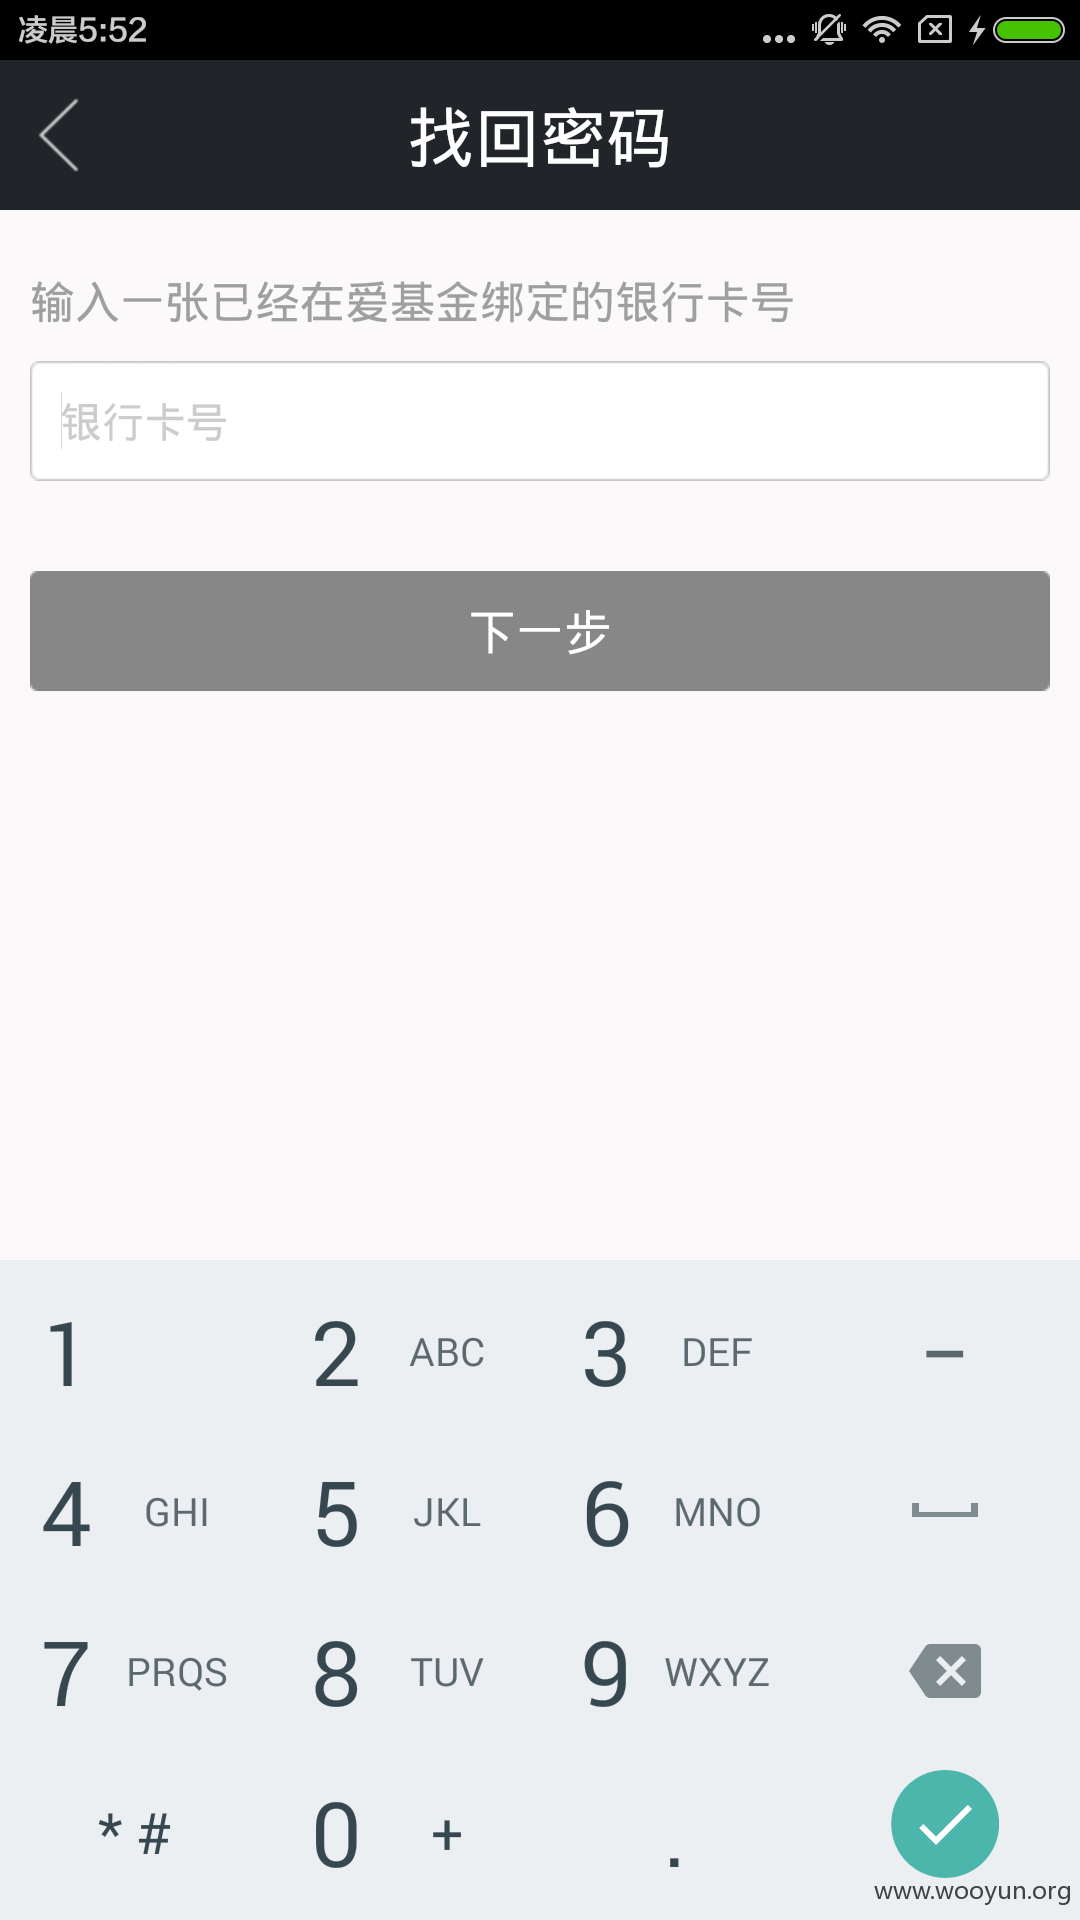 凌晨5:52
找回密码
输入一张已经在爱基金绑定的银行卡号
银行卡号
下一步
1 2 ABC 3 DEF –
4 GHI 5 JKL 6 MNO
7 PRQS 8 TUV 9 WXYZ
* # 0 + .
www.wooyun.org